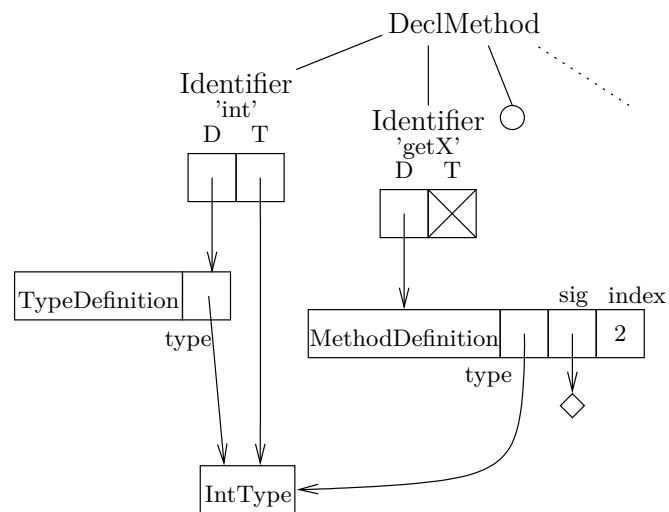 DeclMethod
Identifier
'int'
D T
Identifier
'getX'
D T
TypeDefinition
type
sig index
MethodDefinition 2
type
IntType